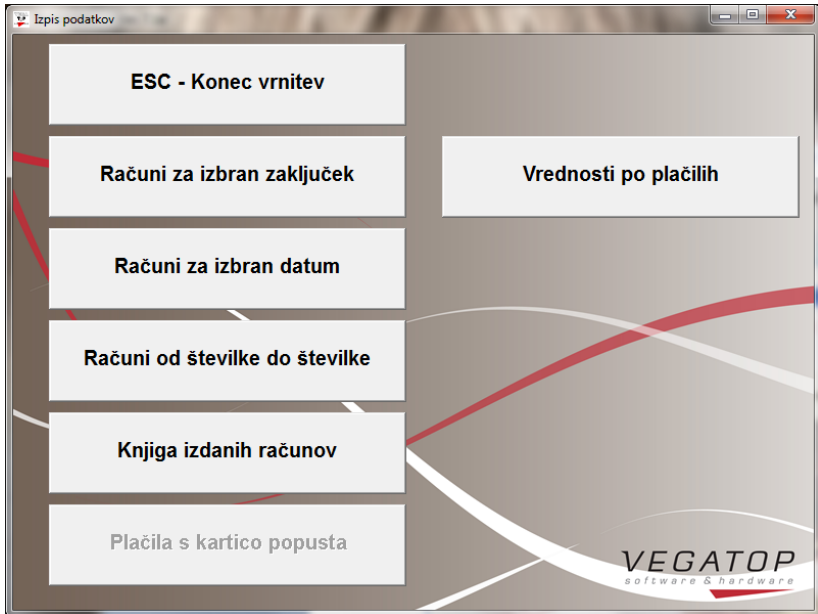 Izpis podatkov
ESC - Konec vrnitev
Računi za izbran zaključek
Vrednosti po plačilih
Računi za izbran datum
Računi od številke do številke
Knjiga izdanih računov
Plačila s kartico popusta
VEGATOP
software & hardware